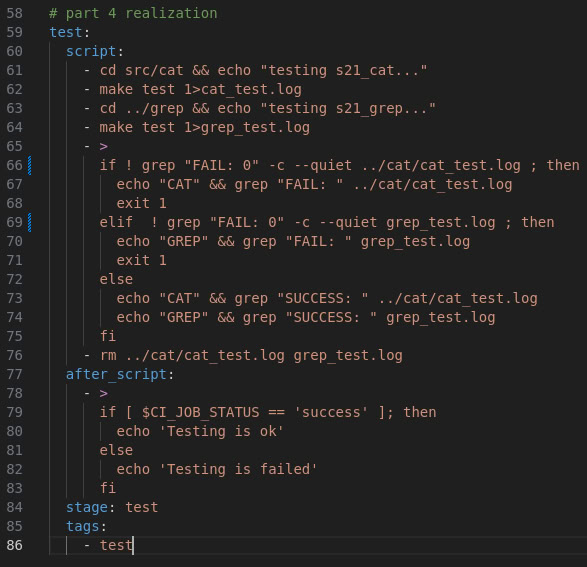 58 # part 4 realization
59 test:
60 script:
61 - cd src/cat && echo "testing s21_cat..."
62 - make test 1>cat_test.log
63 - cd ../grep && echo "testing s21_grep..."
64 - make test 1>grep_test.log
65 - >
66 if ! grep "FAIL: 0" -c --quiet ../cat/cat_test.log ; then
67 echo "CAT" && grep "FAIL: " ../cat/cat_test.log
68 exit 1
69 elif  ! grep "FAIL: 0" -c --quiet grep_test.log ; then
70 echo "GREP" && grep "FAIL: " grep_test.log
71 exit 1
72 else
73 echo "CAT" && grep "SUCCESS: " ../cat/cat_test.log
74 echo "GREP" && grep "SUCCESS: " grep_test.log
75 fi
76 - rm ../cat/cat_test.log grep_test.log
77 after_script:
78 - >
79 if [ $CI_JOB_STATUS == 'success' ]; then
80 echo 'Testing is ok'
81 else
82 echo 'Testing is failed'
83 fi
84 stage: test
85 tags:
86 - test